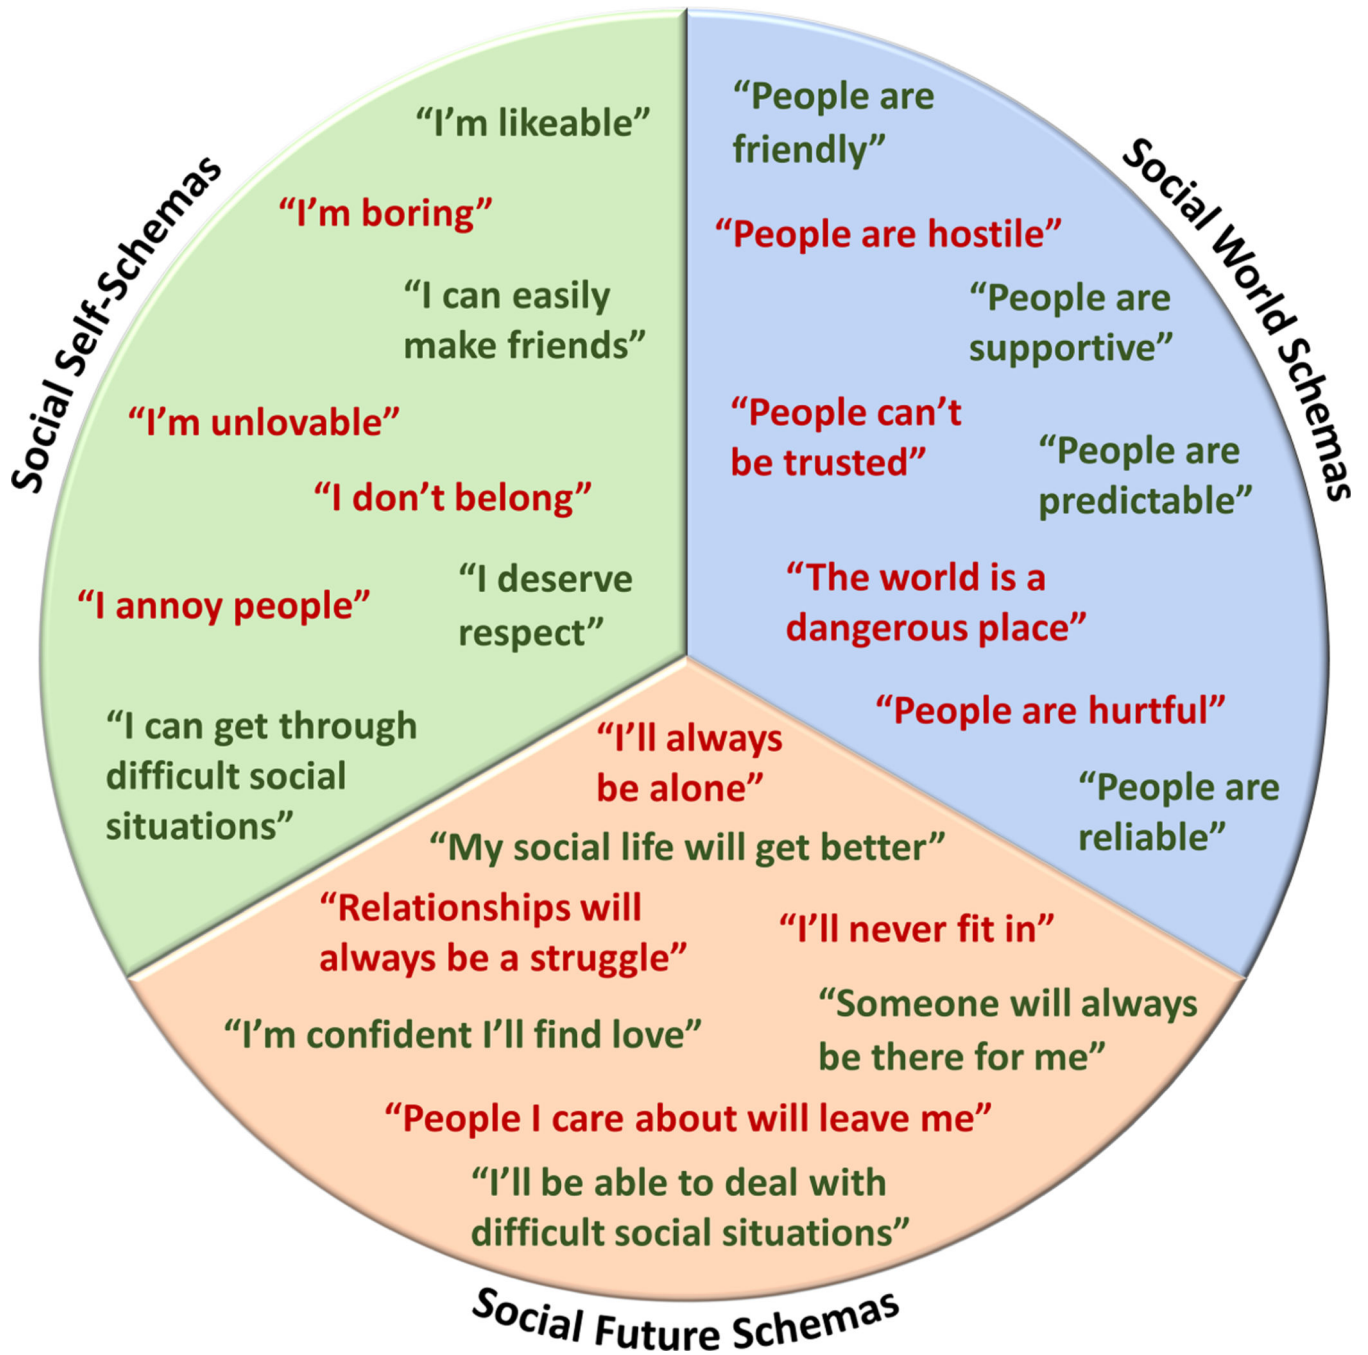 Social Self-Schemas
“I’m likeable”
“I’m boring”
“I can easily
make friends”
“I’m unlovable”
“I don’t belong”
“I annoy people”
“I deserve
respect”
“I can get through
difficult social
situations”
Social World Schemas
“People are
friendly”
“People are hostile”
“People are
supportive”
“People can’t
be trusted”
“People are
predictable”
“The world is a
dangerous place”
“People are hurtful”
“People are
reliable”
“I’ll always
be alone”
“My social life will get better”
“Relationships will
always be a struggle”
“I’ll never fit in”
“I’m confident I’ll find love”
“Someone will always
be there for me”
“People I care about will leave me”
“I’ll be able to deal with
difficult social situations”
Social Future Schemas